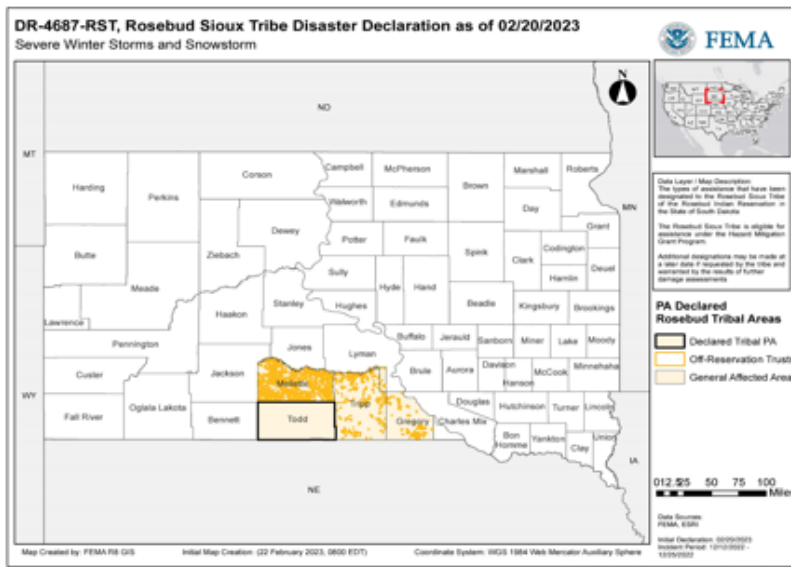 DR-4687-RST, Rosebud Sioux Tribe Disaster Declaration as of 02/20/2023
Severe Winter Storms and Snowstorm
FEMA
N
ND
MT
MN
WY
NE
IA
Harding
Perkins
Corson
Campbell
McPherson
Brown
Marshall
Roberts
Walworth
Edmunds
Day
Dewey
Grant
Butte
Ziebach
Potter
Faulk
Spink
Clark
Codington
Meade
Sully
Hyde
Hand
Hamlin
Deuel
Stanley
Hughes
Beadle
Kingsbury
Brookings
Lawrence
Haakon
Pennington
Jones
Lyman
Buffalo
Jerauld
Sanborn
Miner
Lake
Moody
Custer
Jackson
Mellette
Tripp
Brule
Aurora
Davison
Hanson
McCook
Minnehaha
Fall River
Oglala Lakota
Bennett
Todd
Gregory
Douglas
Charles Mix
Hutchinson
Turner
Lincoln
Bon Homme
Yankton
Clay
Union
Data Layer / Map Description:
The types of assistance that have been
designated to the Rosebud Sioux Tribe
of the Rosebud Indian Reservation in
the State of South Dakota
The Rosebud Sioux Tribe is eligible for
assistance under the Hazard Mitigation
Grant Program.
Additional designations may be made at
a later date if requested by the tribe and
warranted by the results of further
damage assessments
PA Declared
Rosebud Tribal Areas
Declared Tribal PA
Off-Reservation Trusts
General Affected Area
012.525 50 75 100
Miles
Data Sources:
FEMA, ESRI
Initial Declaration: 02/20/2023
Incident Period: 12/12/2022 -
12/25/2022
Map Created by: FEMA R8 GIS
Initial Map Creation: (22 February 2023, 0800 EDT)
Coordinate System: WGS 1984 Web Mercator Auxiliary Sphere